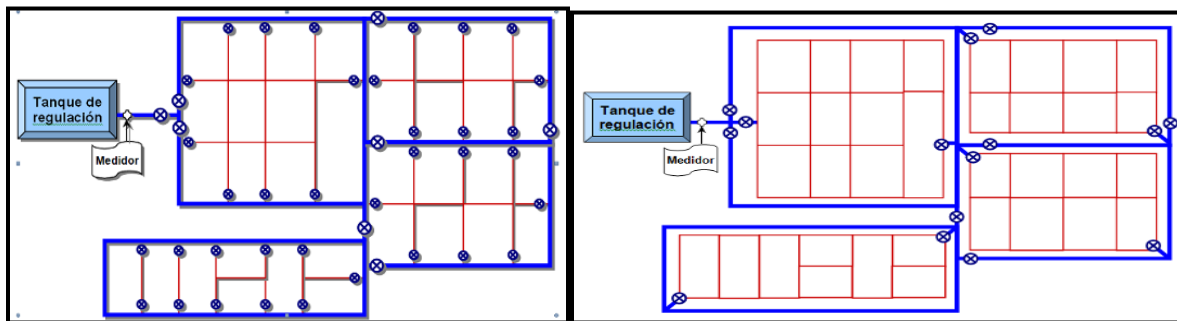 Tanque de
regulación
Medidor
Tanque de
regulación
Medidor